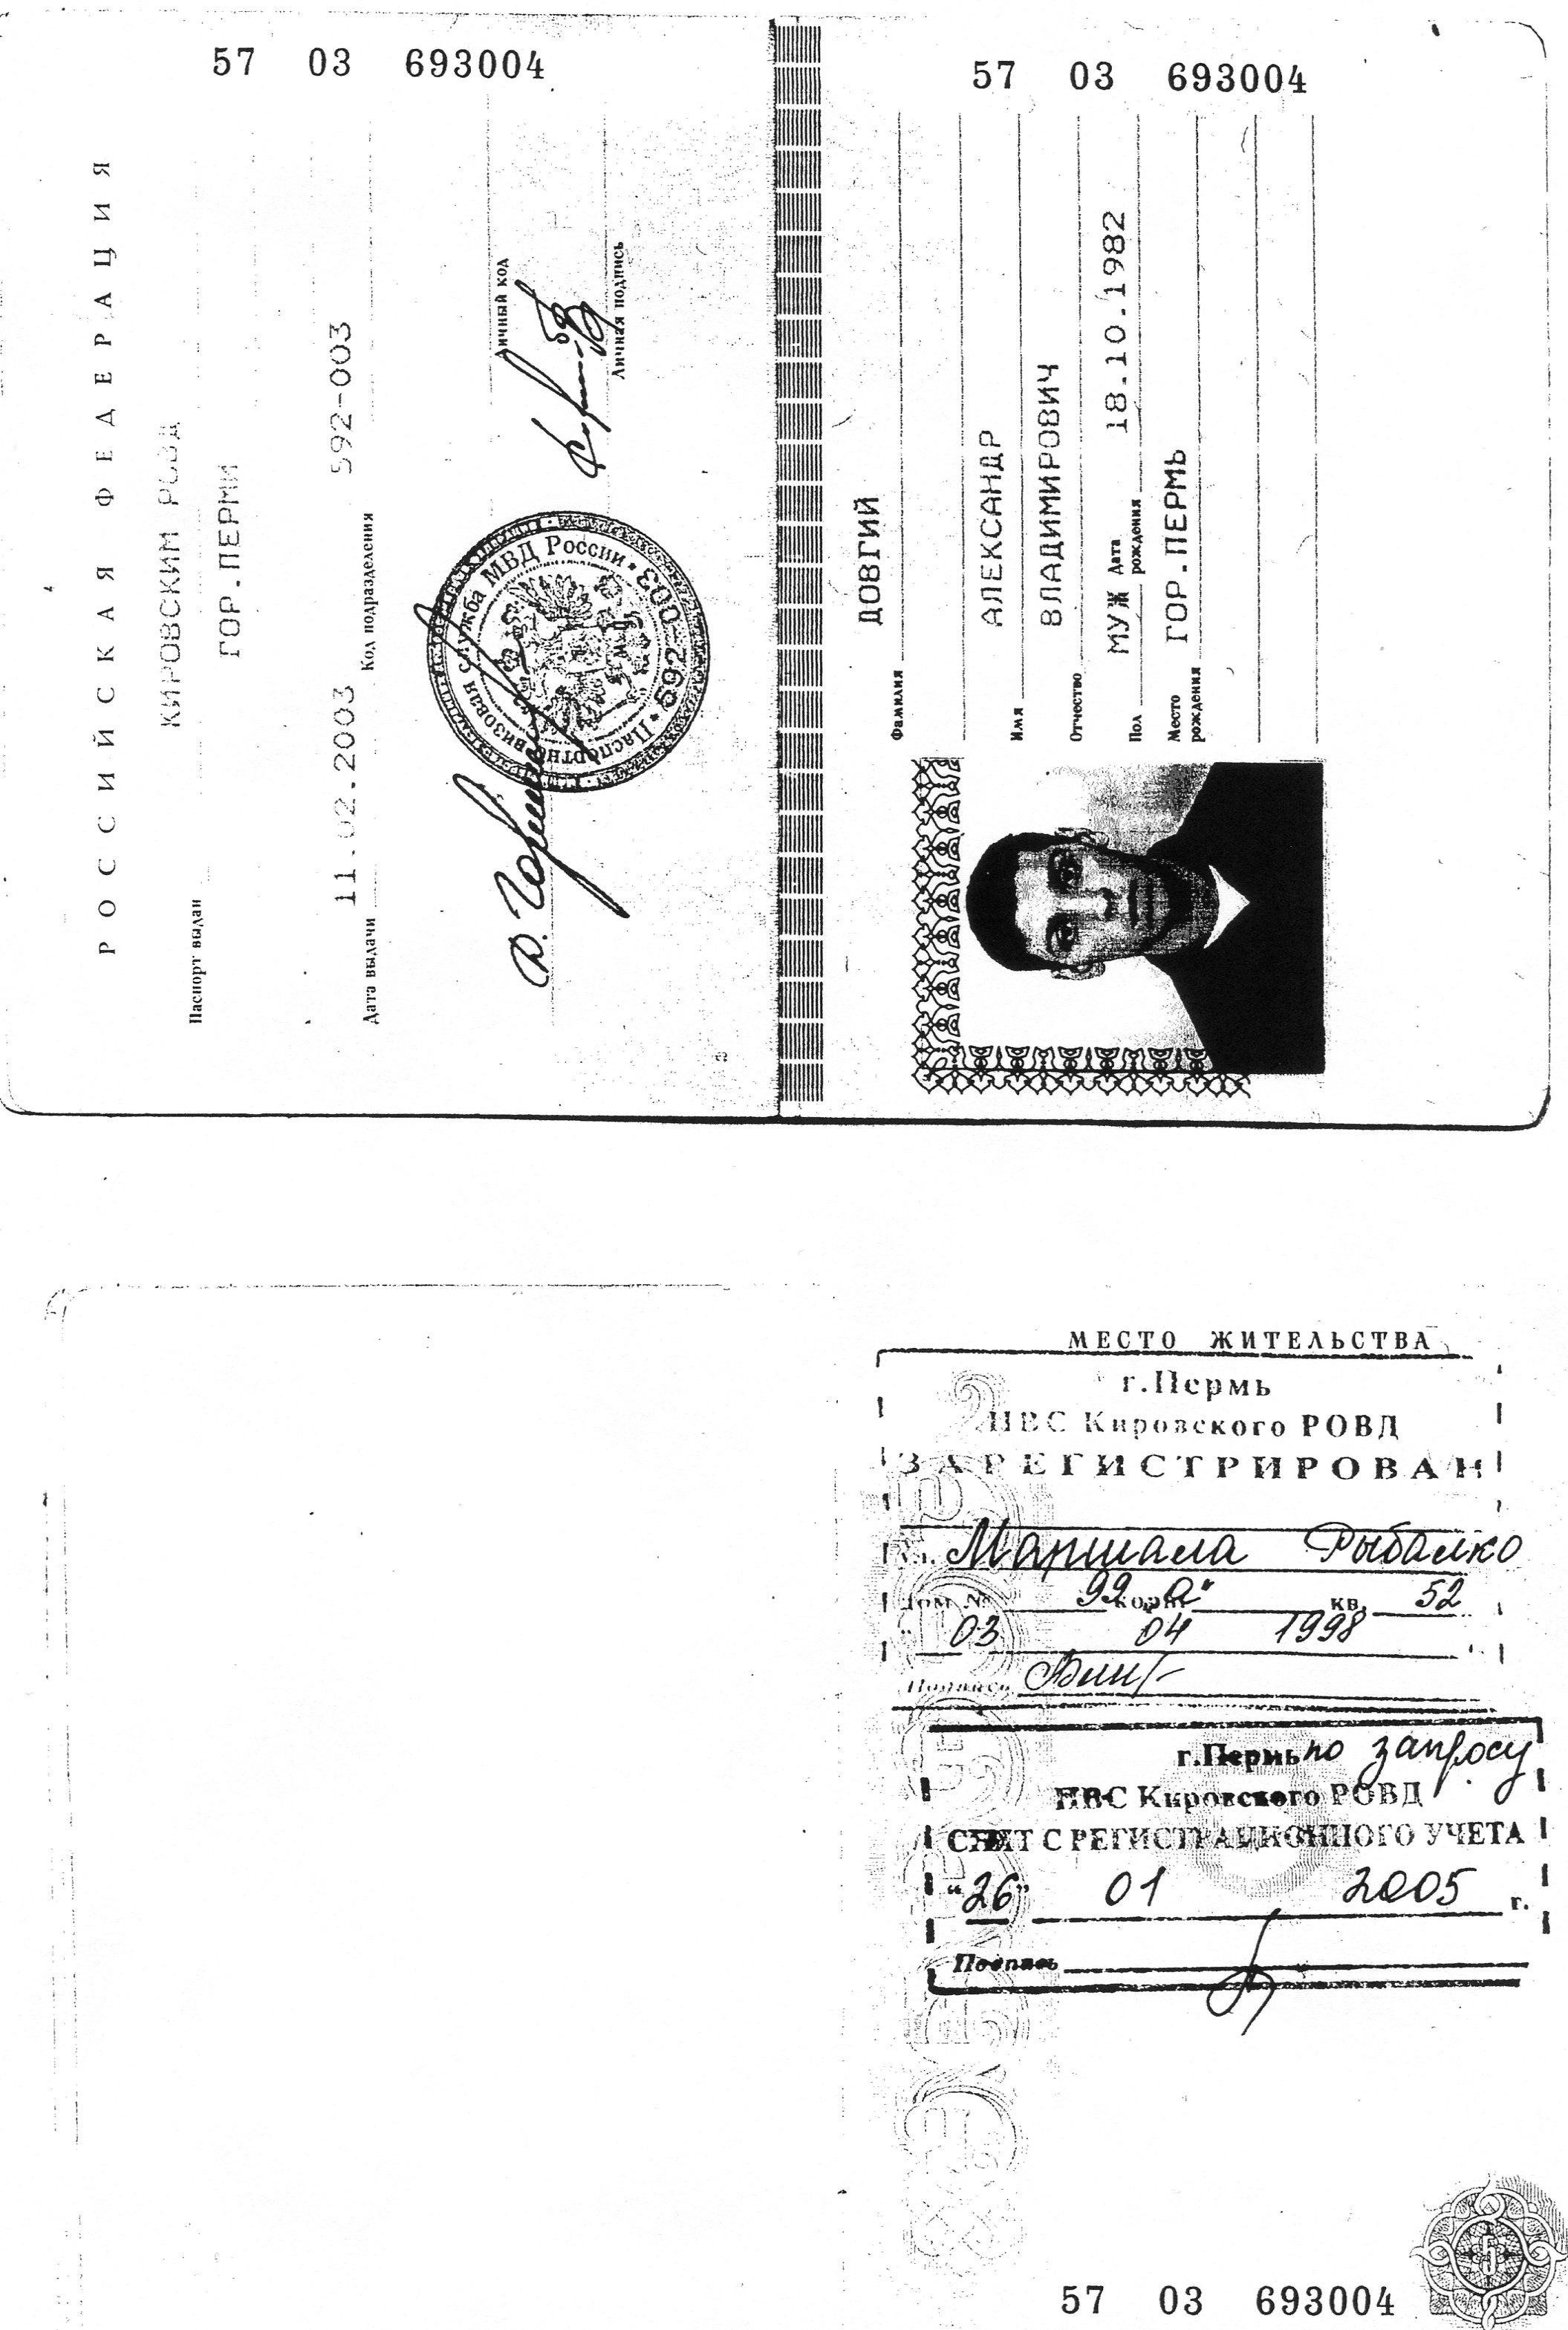 57 03 693004
РОССИЙСКАЯ ФЕДЕРАЦИЯ
Паспорт выдан
КИРОВСКИМ РОВД
ГОР.ПЕРМИ
Дата выдачи 11.02.2003 Код подразделения 592-003
Личный код
Личная подпись
Паспортно-визовая служба МВД России • 592-003 •
57 03 693004
Фамилия ДОВГИЙ
Имя АЛЕКСАНДР
Отчество ВЛАДИМИРОВИЧ
Пол МУЖ Дата рождения 18.10.1982
Место рождения ГОР.ПЕРМЬ
МЕСТО ЖИТЕЛЬСТВА
г.Пермь
ПВС Кировского РОВД
ЗАРЕГИСТРИРОВАН
ул. Маршала Рыбалко
Дом № 99 корп. "а" кв. 52
03 04 1998
Подпись
г.Пермь по запросу
ПВС Кировского РОВД
СНЯТ С РЕГИСТРАЦИОННОГО УЧЕТА
“26” 01 2005 г.
Подпись
5
57 03 693004